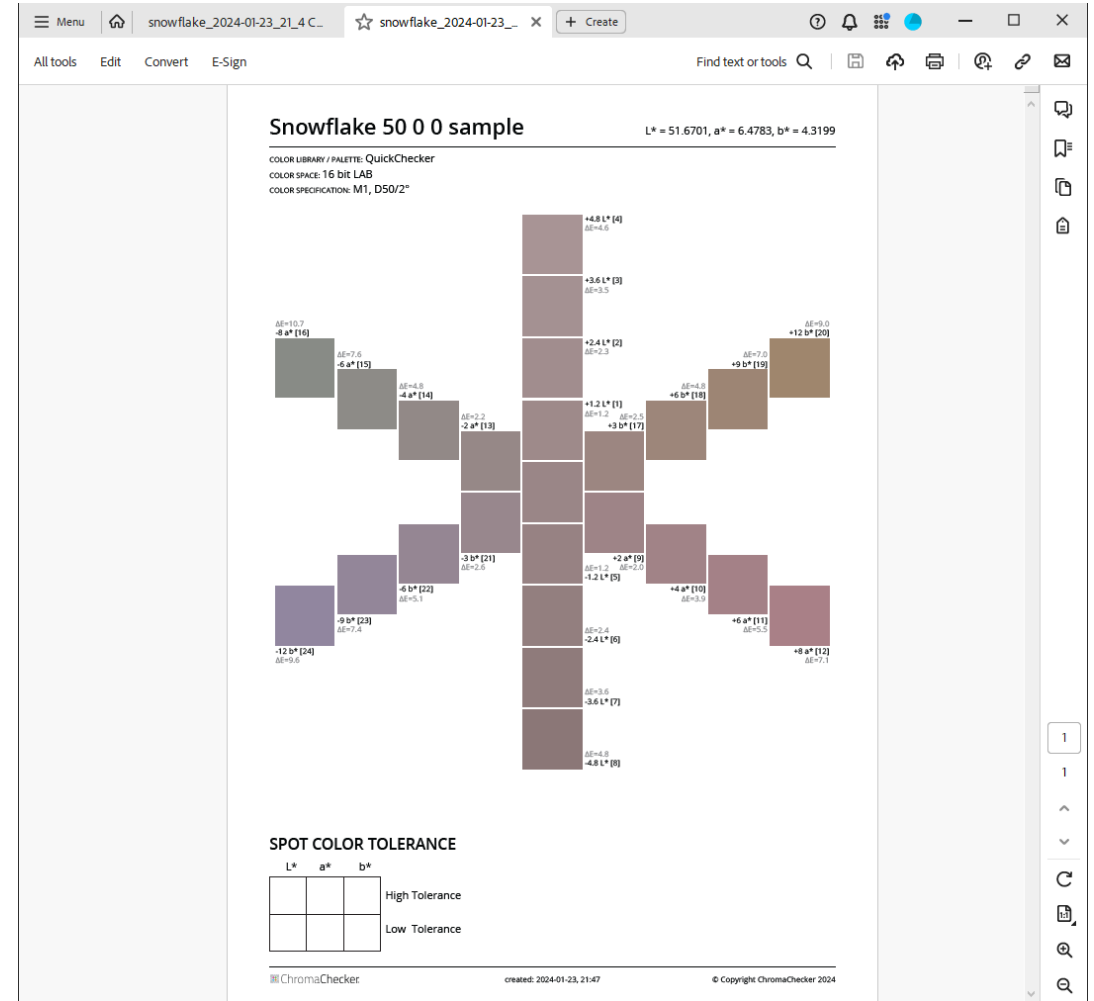 Menu
snowflake_2024-01-23_21_4 C...
snowflake_2024-01-23_...
+ Create
All tools
Edit
Convert
E-Sign
Find text or tools
Snowflake 50 0 0 sample
L* = 51.6701, a* = 6.4783, b* = 4.3199
COLOR LIBRARY / PALETTE: QuickChecker
COLOR SPACE: 16 bit LAB
COLOR SPECIFICATION: M1, D50/2°
+4.8 L* [4]
ΔE=4.6
+3.6 L* [3]
ΔE=3.5
ΔE=10.7
-8 a* [16]
ΔE=9.0
+12 b* [20]
+2.4 L* [2]
ΔE=2.3
ΔE=7.6
-6 a* [15]
ΔE=7.0
+9 b* [19]
ΔE=4.8
-4 a* [14]
ΔE=4.8
+6 b* [18]
+1.2 L* [1]
ΔE=1.2
ΔE=2.2
-2 a* [13]
ΔE=2.5
+3 b* [17]
-3 b* [21]
ΔE=2.6
+2 a* [9]
ΔE=2.0
ΔE=1.2
-1.2 L* [5]
-6 b* [22]
ΔE=5.1
+4 a* [10]
ΔE=3.9
-9 b* [23]
ΔE=7.4
+6 a* [11]
ΔE=5.5
ΔE=2.4
-2.4 L* [6]
-12 b* [24]
ΔE=9.6
+8 a* [12]
ΔE=7.1
ΔE=3.6
-3.6 L* [7]
ΔE=4.8
-4.8 L* [8]
SPOT COLOR TOLERANCE
L* a* b*
High Tolerance
Low Tolerance
ChromaChecker
created: 2024-01-23, 21:47
© Copyright ChromaChecker 2024
1
1
1:1